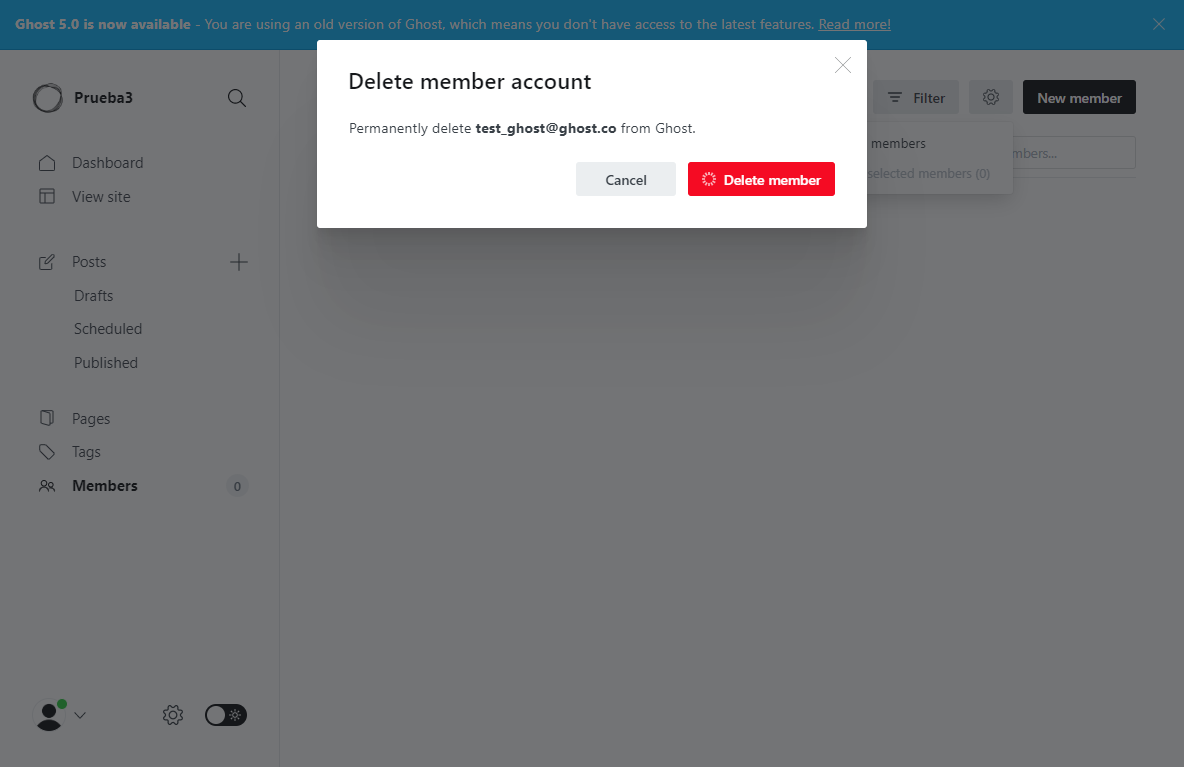 Ghost 5.0 is now available - You are using an old version of Ghost, which means you don't have access to the latest features. Read more!
Prueba3
Dashboard
View site
Posts
Drafts
Scheduled
Published
Pages
Tags
Members 0
Delete member account
Permanently delete test_ghost@ghost.co from Ghost.
Cancel
Delete member
Filter
New member
members
selected members (0)